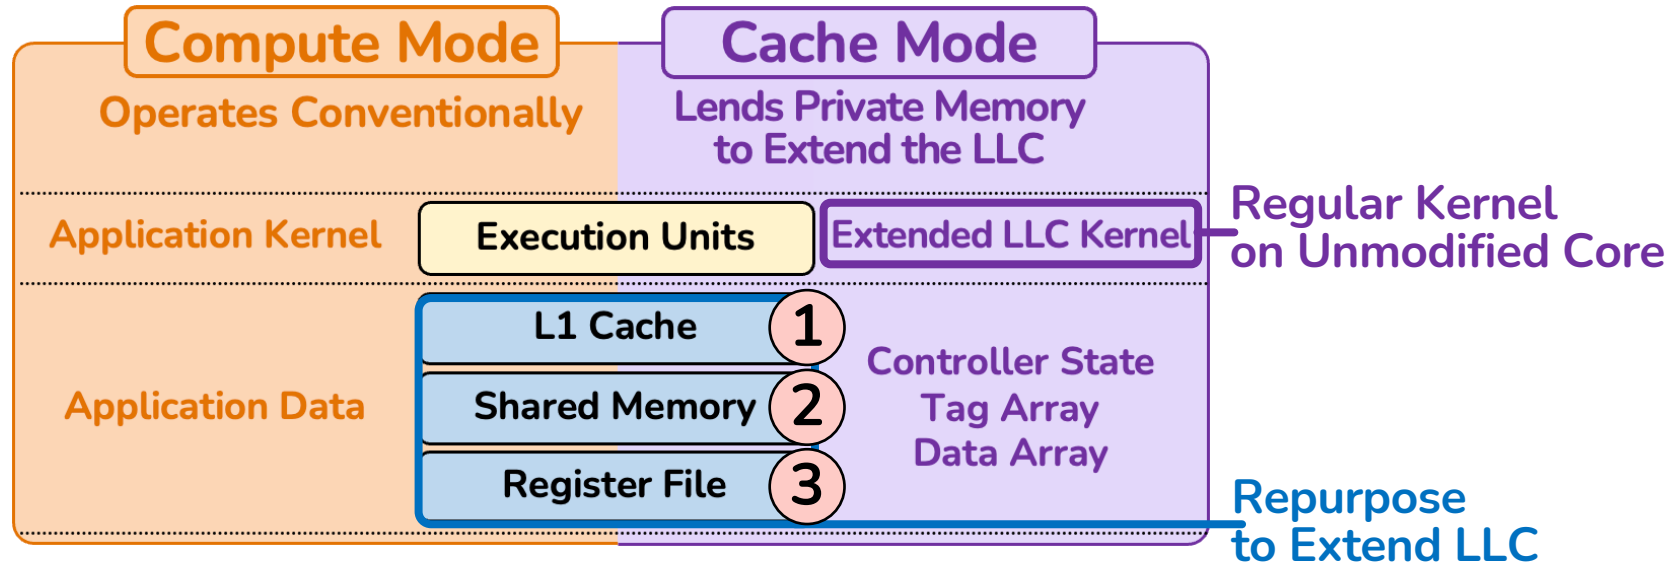 Compute Mode
Cache Mode
Operates Conventionally
Lends Private Memory
to Extend the LLC
Application Kernel
Execution Units
Extended LLC Kernel
Regular Kernel
on Unmodified Core
L1 Cache
1
Application Data
Shared Memory
2
Register File
3
Controller State
Tag Array
Data Array
Repurpose
to Extend LLC